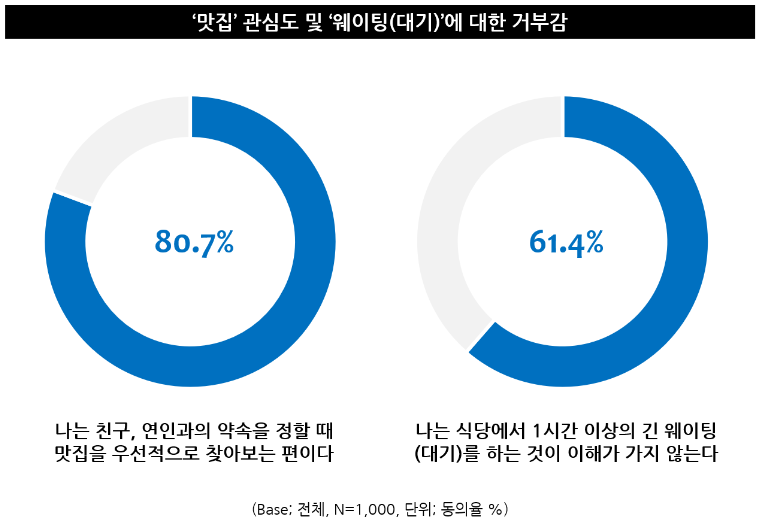 ‘맛집’ 관심도 및 ‘웨이팅(대기)’에 대한 거부감
80.7%
61.4%
나는 친구, 연인과의 약속을 정할 때
맛집을 우선적으로 찾아보는 편이다
나는 식당에서 1시간 이상의 긴 웨이팅
(대기)를 하는 것이 이해가 가지 않는다
(Base; 전체, N=1,000, 단위; 동의율 %)